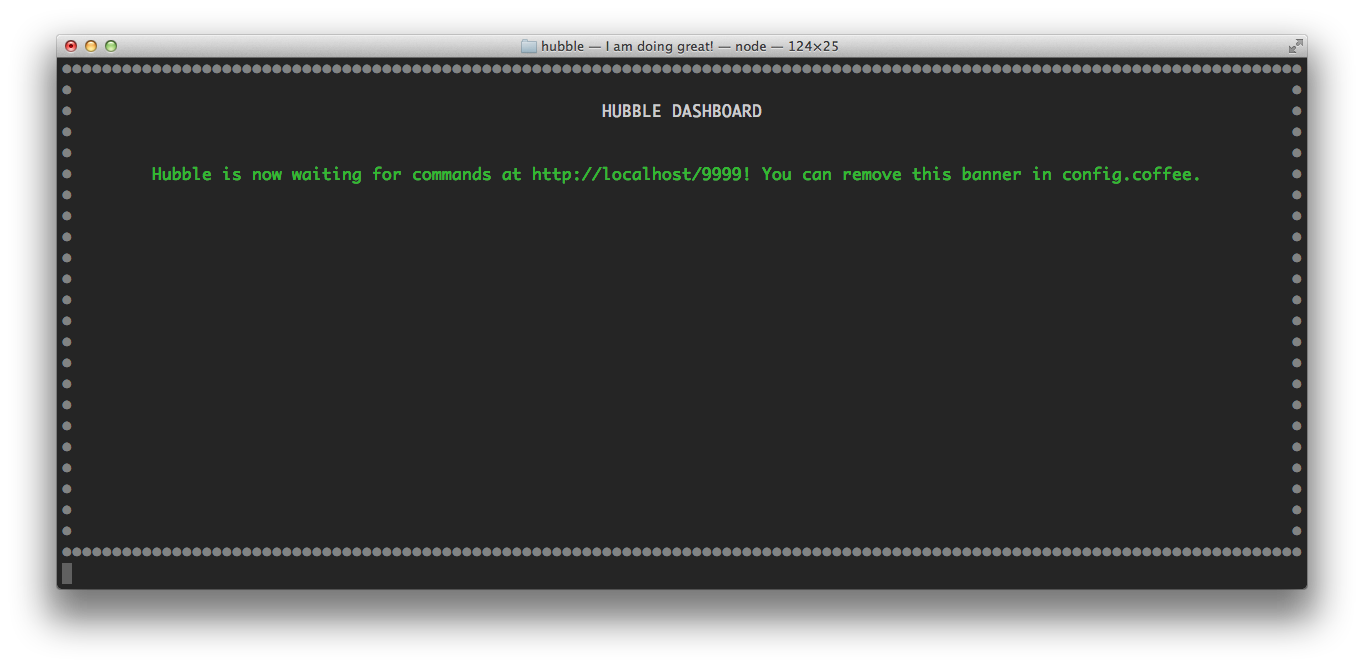 hubble — I am doing great! — node — 124×25
HUBBLE DASHBOARD
Hubble is now waiting for commands at http://localhost/9999! You can remove this banner in config.coffee.